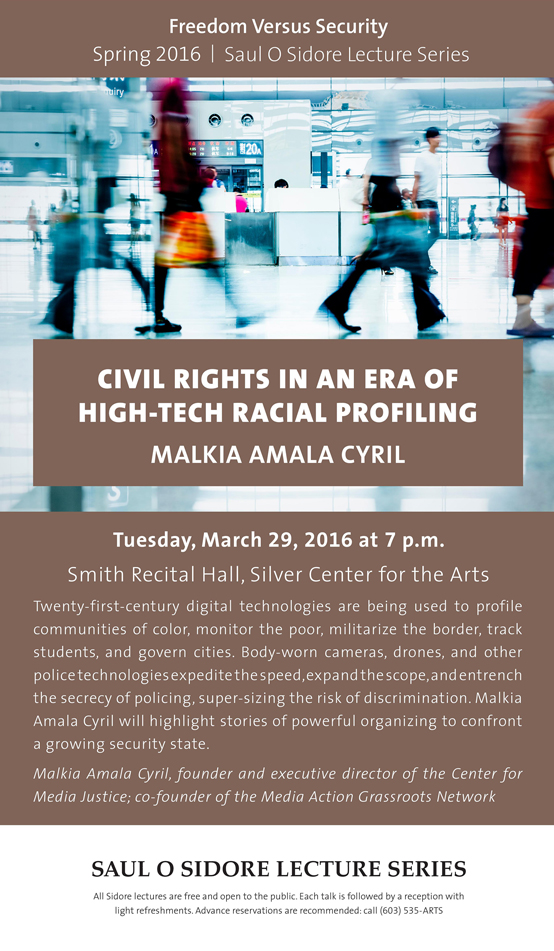 Freedom Versus Security
Spring 2016 | Saul O Sidore Lecture Series
uiry
20A
CIVIL RIGHTS IN AN ERA OF
HIGH-TECH RACIAL PROFILING
MALKIA AMALA CYRIL
Tuesday, March 29, 2016 at 7 p.m.
Smith Recital Hall, Silver Center for the Arts
Twenty-first-century digital technologies are being used to profile
communities of color, monitor the poor, militarize the border, track
students, and govern cities. Body-worn cameras, drones, and other
police technologies expedite the speed, expand the scope, and entrench
the secrecy of policing, super-sizing the risk of discrimination. Malkia
Amala Cyril will highlight stories of powerful organizing to confront
a growing security state.
Malkia Amala Cyril, founder and executive director of the Center for
Media Justice; co-founder of the Media Action Grassroots Network
SAUL O SIDORE LECTURE SERIES
All Sidore lectures are free and open to the public. Each talk is followed by a reception with
light refreshments. Advance reservations are recommended: call (603) 535-ARTS